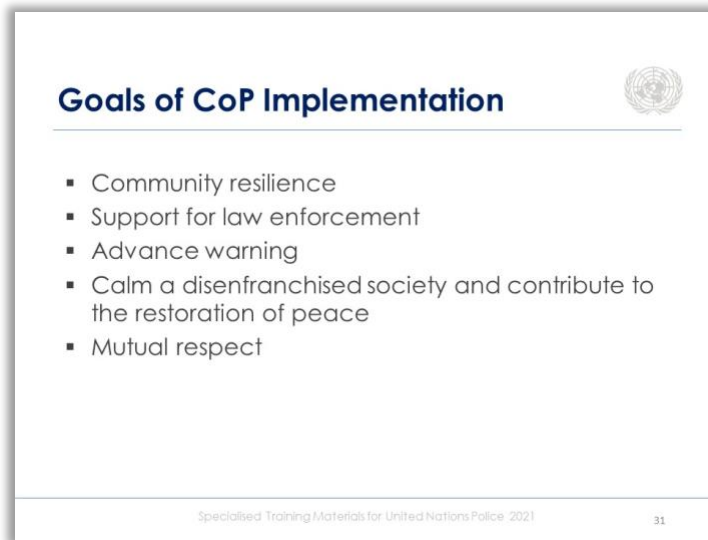 Goals of CoP Implementation
▪ Community resilience
▪ Support for law enforcement
▪ Advance warning
▪ Calm a disenfranchised society and contribute to
the restoration of peace
▪ Mutual respect
Specialised Training Materials for United Nations Police 2021
31